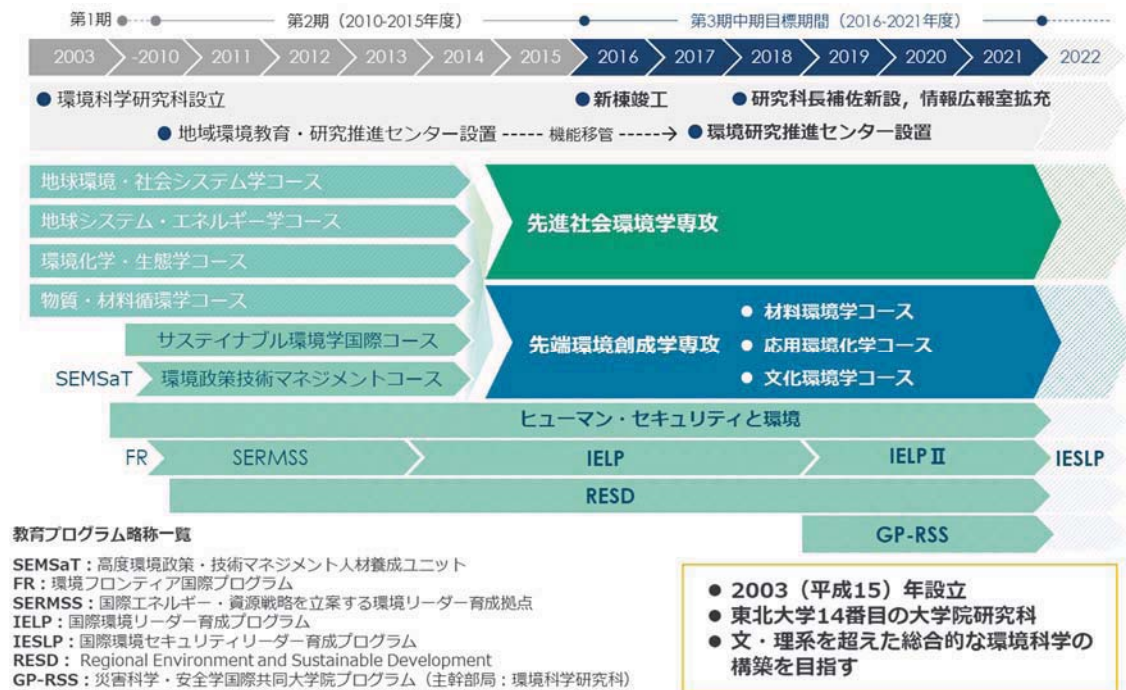 第1期 第2期（2010-2015年度） 第3期中期目標期間（2016-2021年度）
2003 -2010 2011 2012 2013 2014 2015 2016 2017 2018 2019 2020 2021 2022
● 環境科学研究科設立 ● 新棟竣工 ● 研究科長補佐新設，情報広報室拡充
● 地域環境教育・研究推進センター設置 ----- 機能移管 ----→ ● 環境研究推進センター設置
地球環境・社会システム学コース
地球システム・エネルギー学コース
環境化学・生態学コース
物質・材料循環学コース
サステイナブル環境学国際コース
SEMSaT 環境政策技術マネジメントコース
先進社会環境学専攻
先端環境創成学専攻
● 材料環境学コース
● 応用環境化学コース
● 文化環境学コース
ヒューマン・セキュリティと環境
FR SERMSS IELP IELPⅡ IESLP
RESD
GP-RSS
教育プログラム略称一覧
SEMSaT：高度環境政策・技術マネジメント人材養成ユニット
FR：環境フロンティア国際プログラム
SERMSS：国際エネルギー・資源戦略を立案する環境リーダー育成拠点
IELP：国際環境リーダー育成プログラム
IESLP：国際環境セキュリティリーダー育成プログラム
RESD： Regional Environment and Sustainable Development
GP-RSS：災害科学・安全学国際共同大学院プログラム（主幹部局：環境科学研究科）
● 2003（平成15）年設立
● 東北大学14番目の大学院研究科
● 文・理系を超えた総合的な環境科学の
構築を目指す